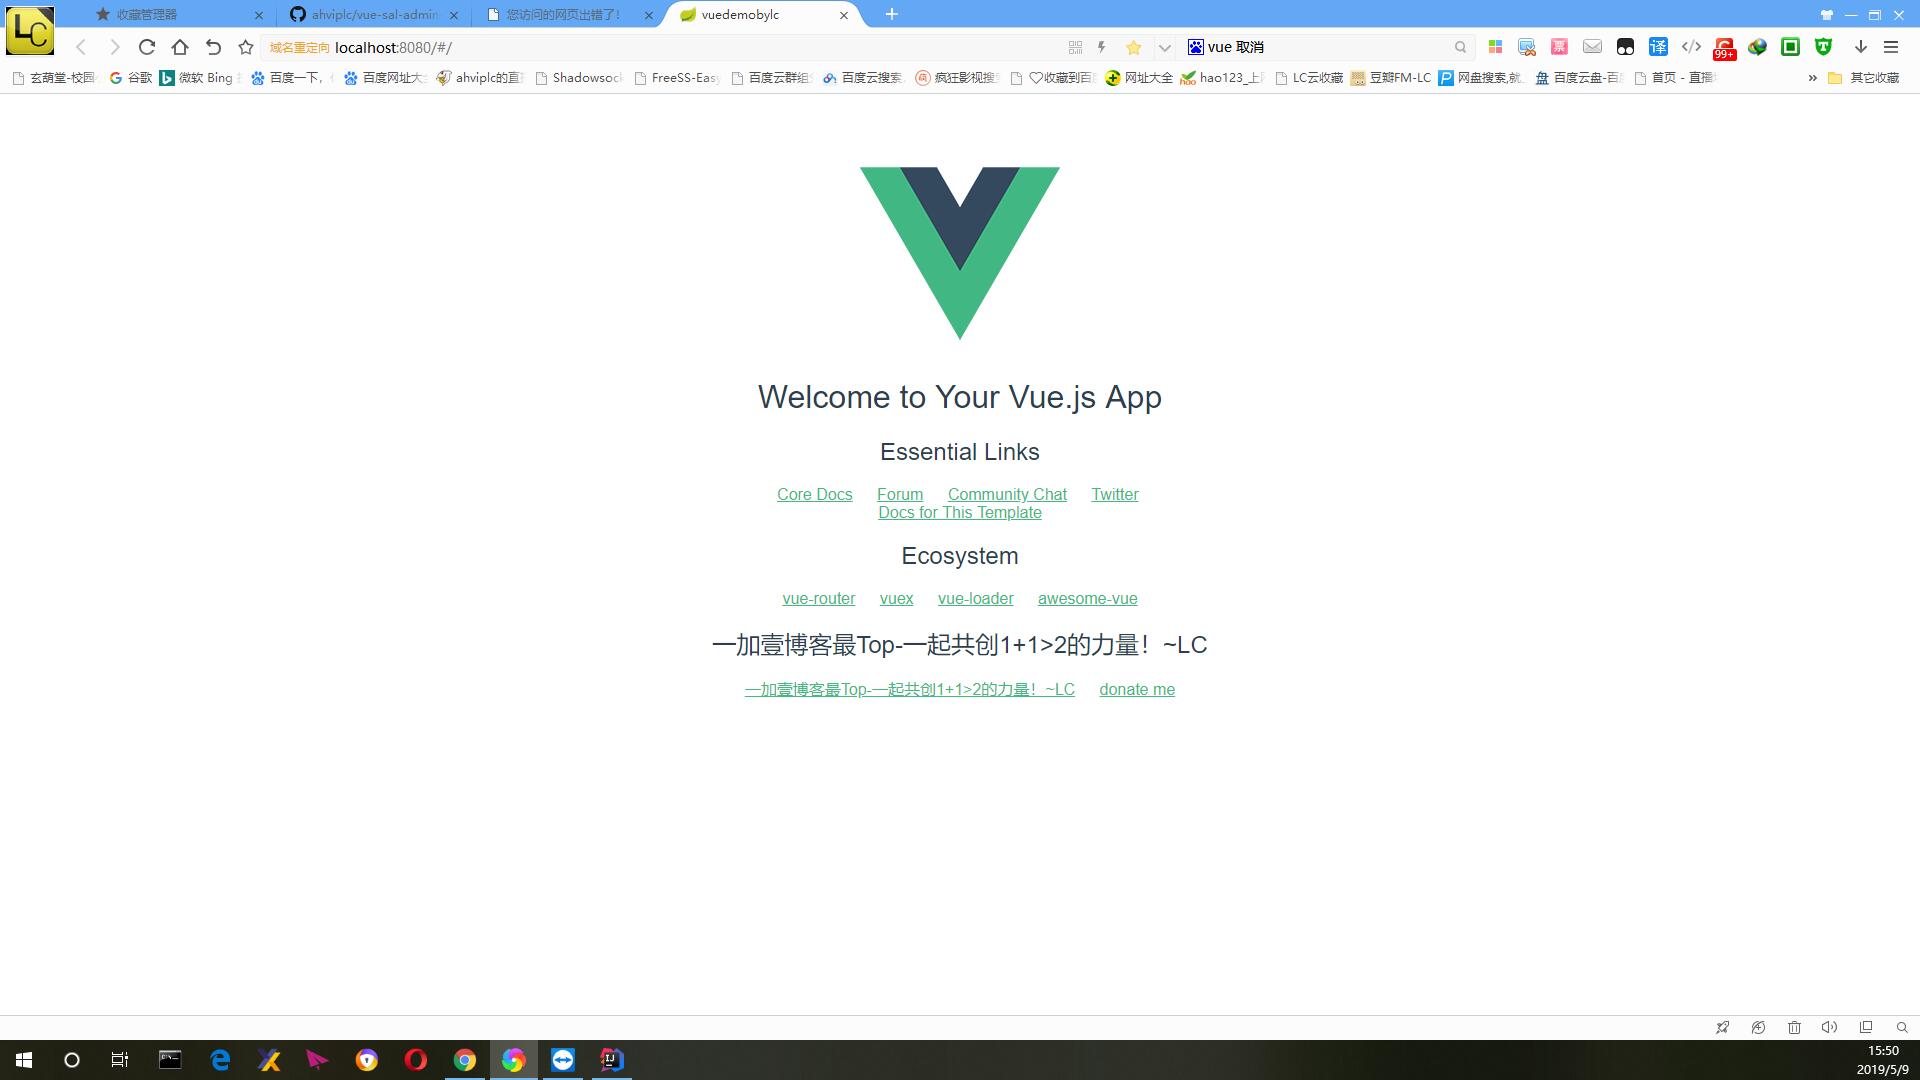 LC
收藏管理器
ahviplc/vue-sal-admin
您访问的网页出错了!
vuedemobylc
域名重定向 localhost:8080/#/
vue 取消
票
译
99+
玄萌堂-校园
谷歌
微软 Bing
百度一下,
百度网址大
ahviplc的直
Shadowsock
FreeSS-Easy
百度云群组
百度云搜索
疯狂影视搜
♡收藏到百
网址大全
hao123_上
LC云收藏
豆瓣FM-LC
网盘搜索,就
百度云盘-百
首页 - 直播
»
其它收藏
Welcome to Your Vue.js App
Essential Links
Core Docs Forum Community Chat Twitter
Docs for This Template
Ecosystem
vue-router vuex vue-loader awesome-vue
一加壹博客最Top-一起共创1+1>2的力量！~LC
一加壹博客最Top-一起共创1+1>2的力量！~LC donate me
15:50
2019/5/9